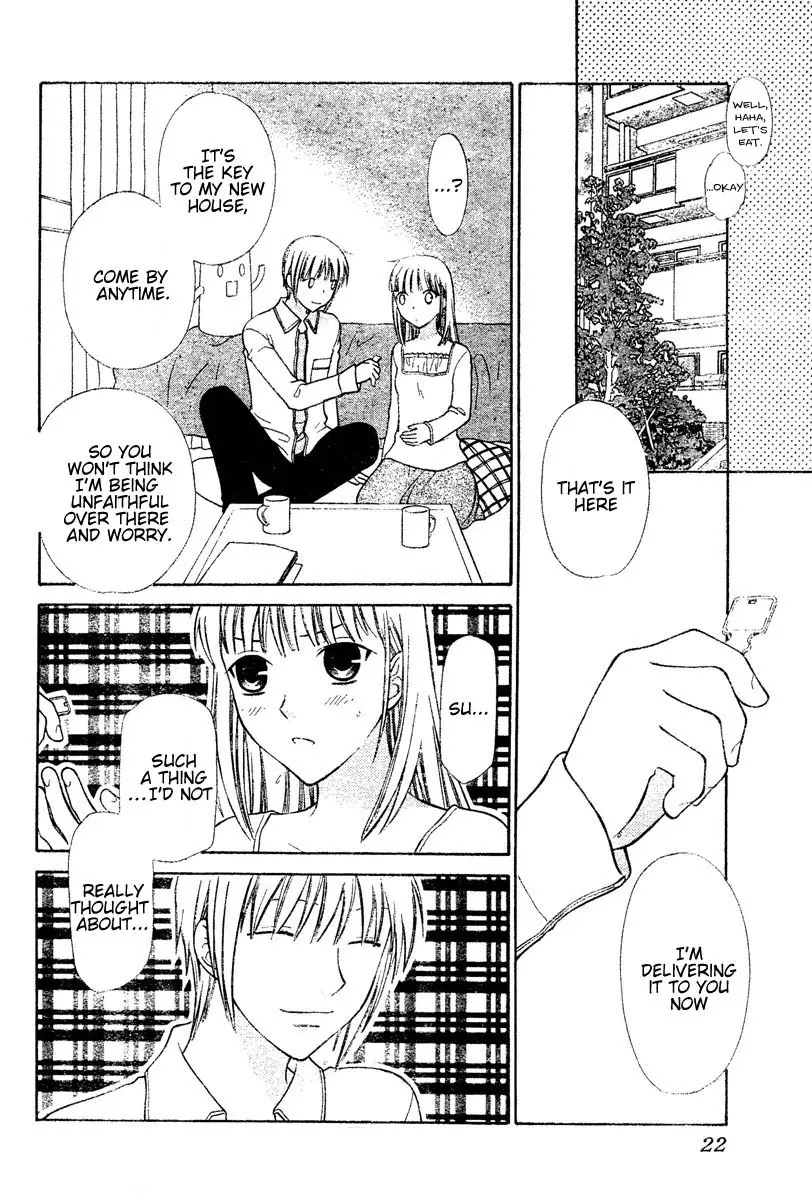 WELL,
HAHA,
LET'S
EAT.
...OKAY
THAT'S IT
HERE
I'M
DELIVERING
IT TO YOU
NOW
...?
IT'S
THE KEY
TO MY NEW
HOUSE,
COME BY
ANYTIME.
SO YOU
WON'T THINK
I'M BEING
UNFAITHFUL
OVER THERE
AND WORRY.
SU...
SUCH
A THING
...I'D NOT
REALLY
THOUGHT
ABOUT...
22